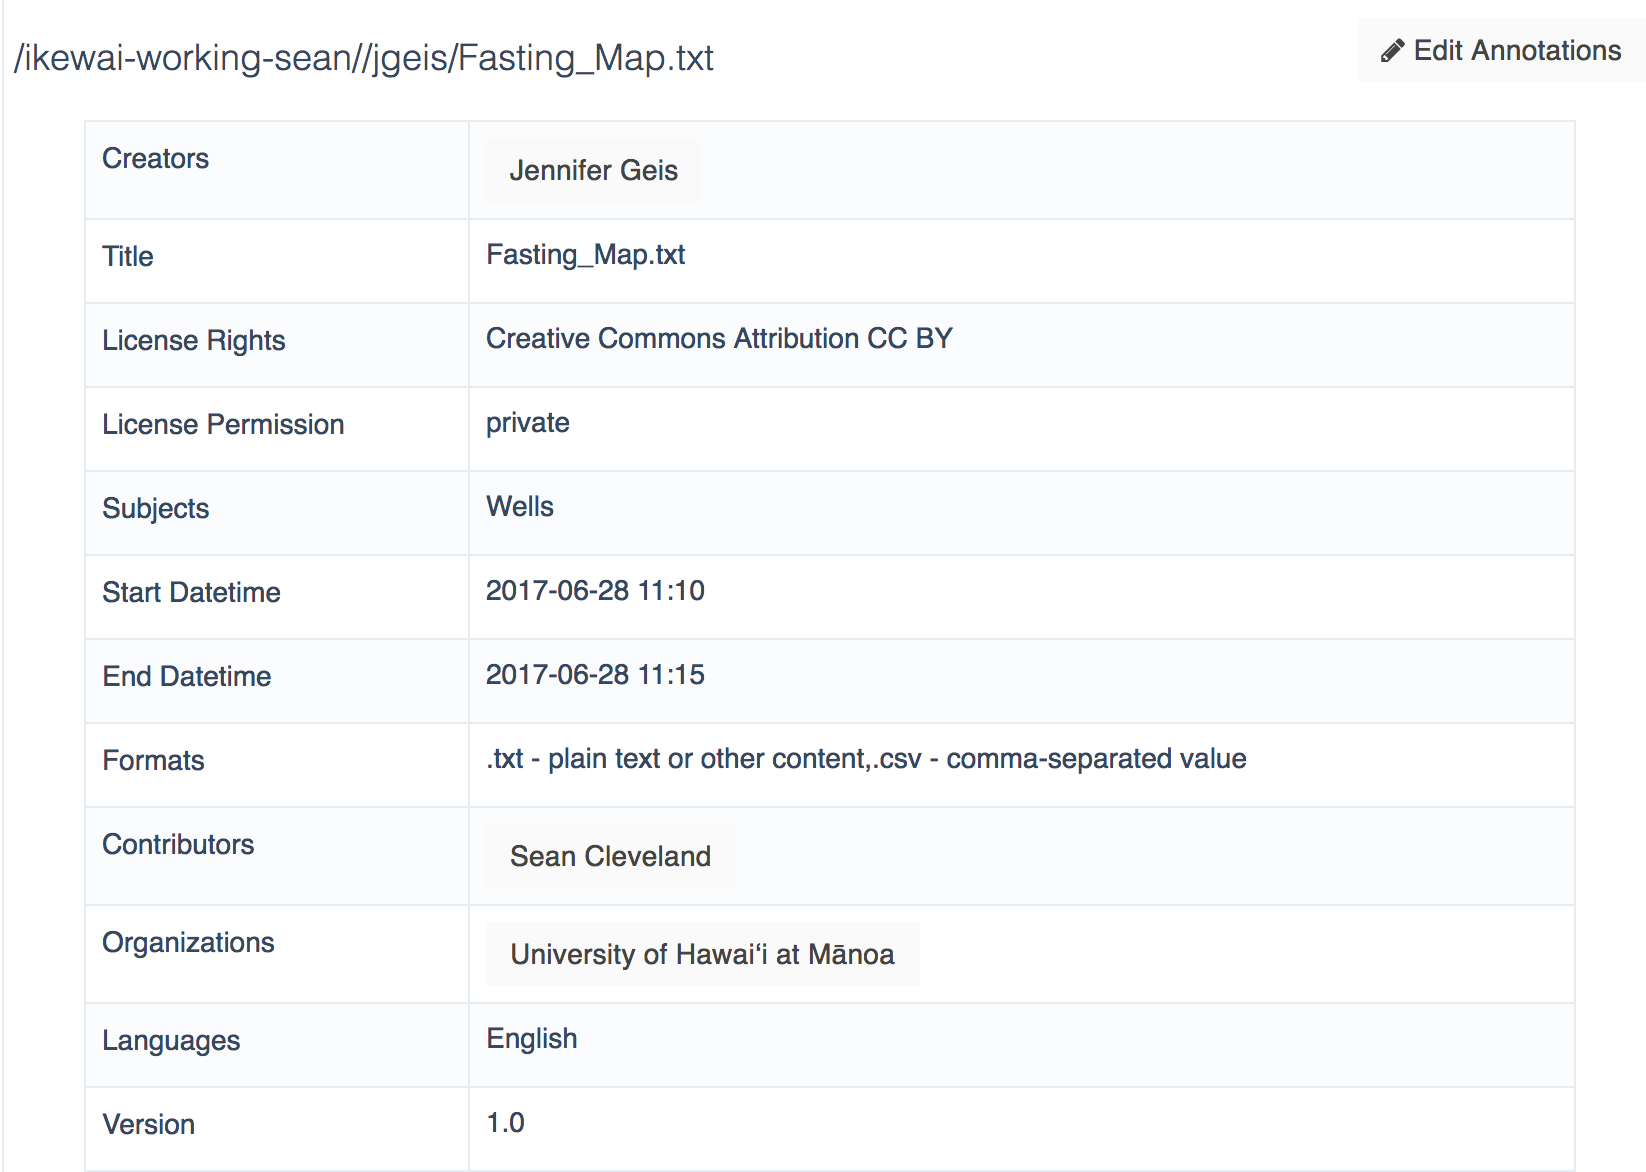 /ikewai-working-sean//jgeis/Fasting_Map.txt
Edit Annotations
Creators
Jennifer Geis
Title
Fasting_Map.txt
License Rights
Creative Commons Attribution CC BY
License Permission
private
Subjects
Wells
Start Datetime
2017-06-28 11:10
End Datetime
2017-06-28 11:15
Formats
.txt - plain text or other content,.csv - comma-separated value
Contributors
Sean Cleveland
Organizations
University of Hawai‘i at Mānoa
Languages
English
Version
1.0